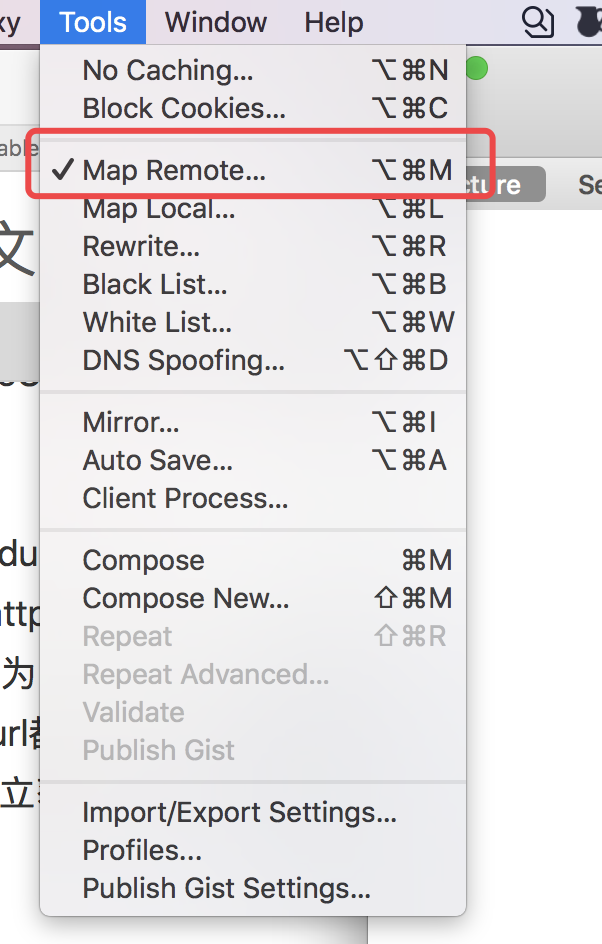 xy Tools Window Help
No Caching... ⌥⌘N
Block Cookies... ⌥⌘C
able
✓ Map Remote... ⌥⌘M
cture Se
Map Local... ⌥⌘L
文
Rewrite... ⌥⌘R
Black List... ⌥⌘B
White List... ⌥⌘W
DNS Spoofing... ⌥⇧⌘D
Mirror... ⌥⌘I
Auto Save... ⌥⌘A
Client Process...
du
Compose ⌘M
Compose New... ⇧⌘M
http
Repeat ⇧⌘R
Repeat Advanced...
为
Validate
url都
Publish Gist
立
Import/Export Settings...
Profiles...
Publish Gist Settings...